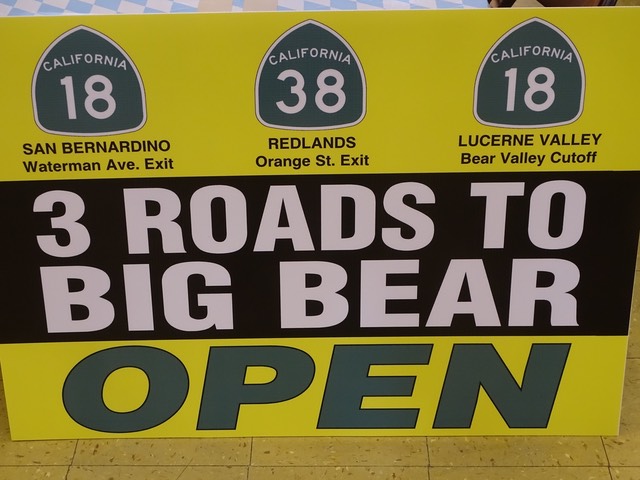 CALIFORNIA
18
SAN BERNARDINO
Waterman Ave. Exit
CALIFORNIA
38
REDLANDS
Orange St. Exit
CALIFORNIA
18
LUCERNE VALLEY
Bear Valley Cutoff
3 ROADS TO
BIG BEAR
OPEN